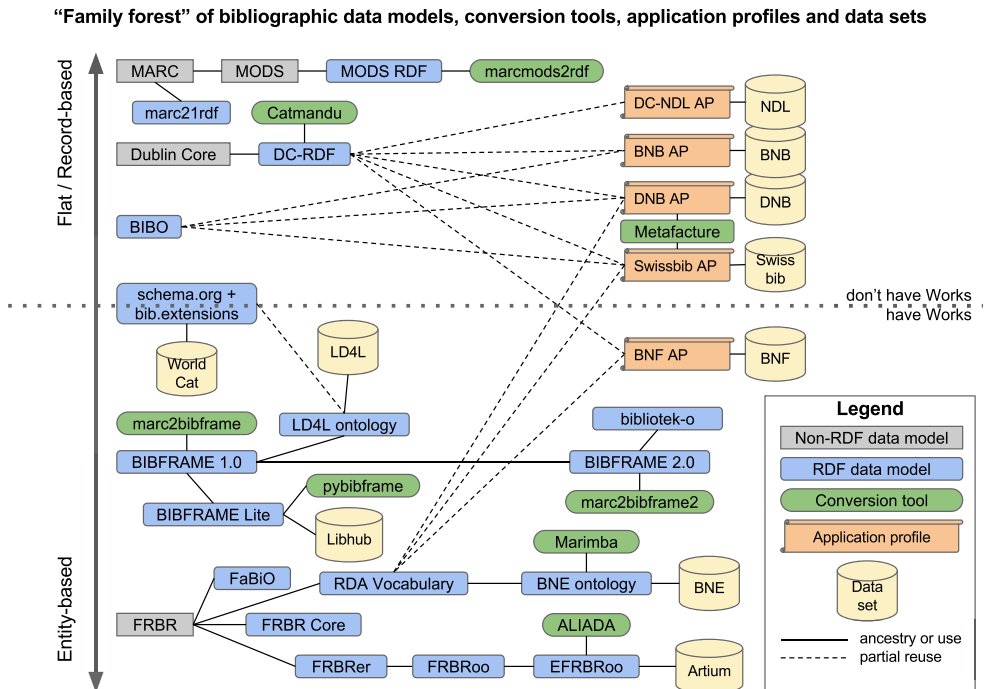 “Family forest” of bibliographic data models, conversion tools, application profiles and data sets
Flat / Record-based
Entity-based
MARC
MODS
MODS RDF
marcmods2rdf
marc21rdf
Catmandu
Dublin Core
DC-RDF
BIBO
DC-NDL AP
NDL
BNB AP
BNB
DNB AP
DNB
Metafacture
Swissbib AP
Swiss
bib
schema.org +
bib.extensions
don't have Works
have Works
World
Cat
LD4L
BNF AP
BNF
marc2bibframe
LD4L ontology
bibliotek-o
BIBFRAME 1.0
BIBFRAME 2.0
pybibframe
marc2bibframe2
BIBFRAME Lite
Libhub
Marimba
FaBiO
RDA Vocabulary
BNE ontology
BNE
FRBR
FRBR Core
ALIADA
FRBRer
FRBRoo
EFRBRoo
Artium
Legend
Non-RDF data model
RDF data model
Conversion tool
Application profile
Data
set
ancestry or use
partial reuse